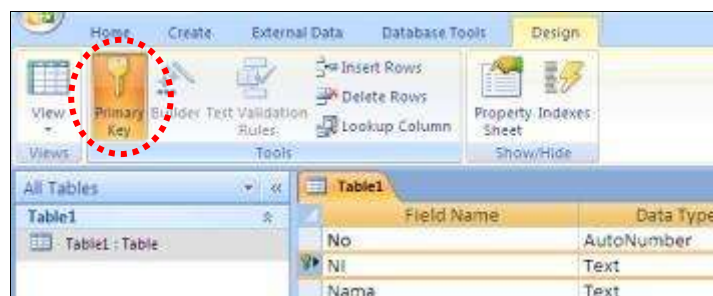 Home Create External Data Database Tools Design
View Primary Key Builder Test Validation Rules Insert Rows Delete Rows Lookup Column Property Sheet Indexes
Views Tools Show/Hide
All Tables « Table1
Table1 Field Name Data Type
Table1 : Table No AutoNumber
NI Text
Nama Text